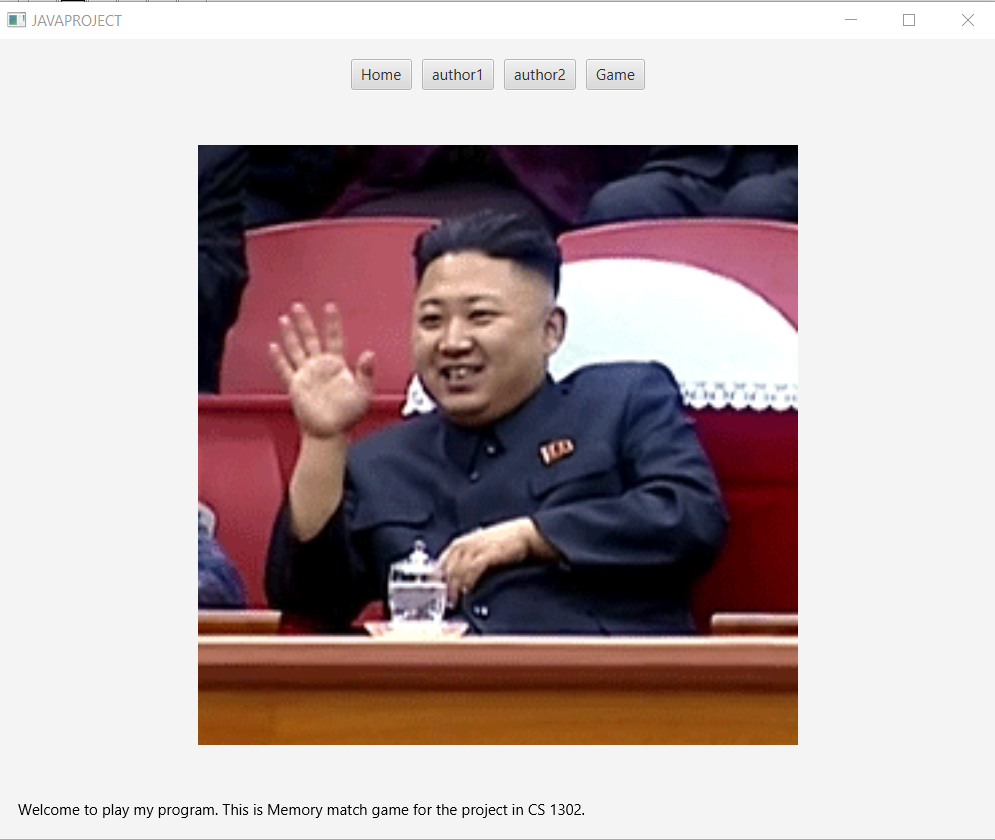 JAVAPROJECT
Home author1 author2 Game
Welcome to play my program. This is Memory match game for the project in CS 1302.